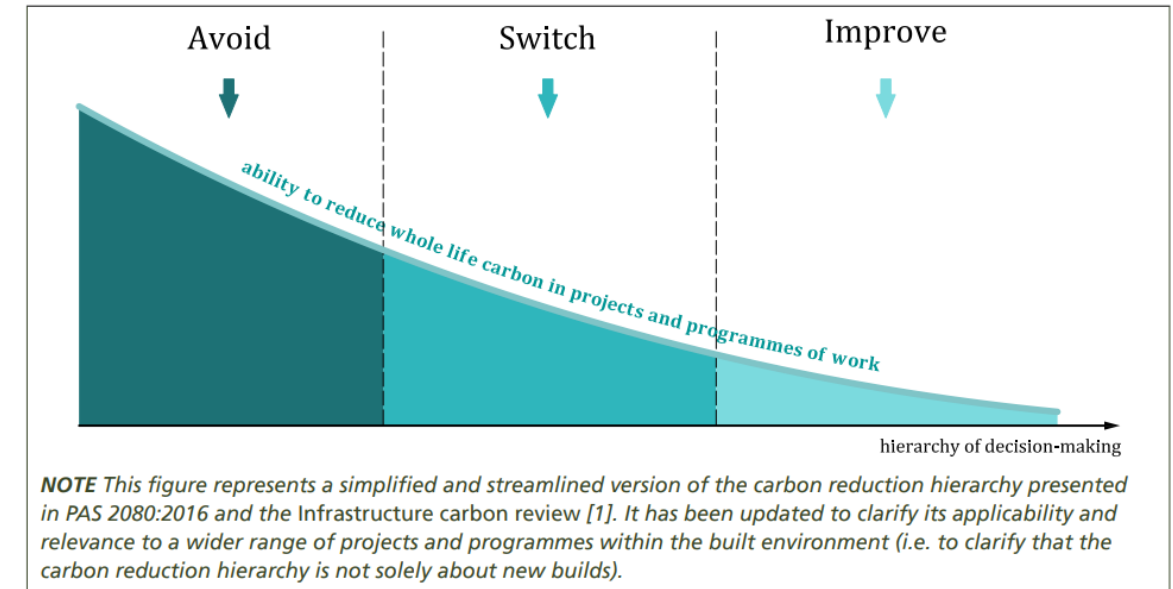 Avoid
Switch
Improve
ability to reduce whole life carbon in projects and programmes of work
hierarchy of decision-making
NOTE This figure represents a simplified and streamlined version of the carbon reduction hierarchy presented
in PAS 2080:2016 and the Infrastructure carbon review [1]. It has been updated to clarify its applicability and
relevance to a wider range of projects and programmes within the built environment (i.e. to clarify that the
carbon reduction hierarchy is not solely about new builds).